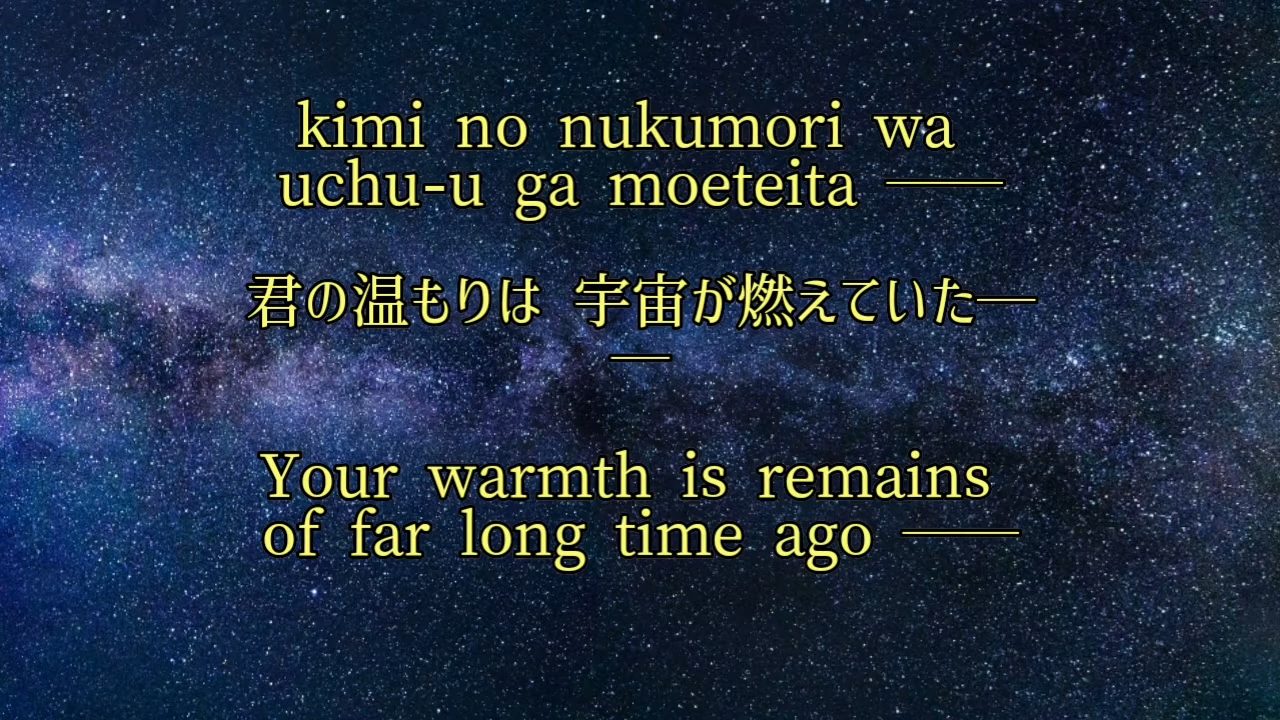 kimi no nukumori wa
uchu-u ga moeteita ──
君の温もりは 宇宙が燃えていた─
─
Your warmth is remains
of far long time ago ──